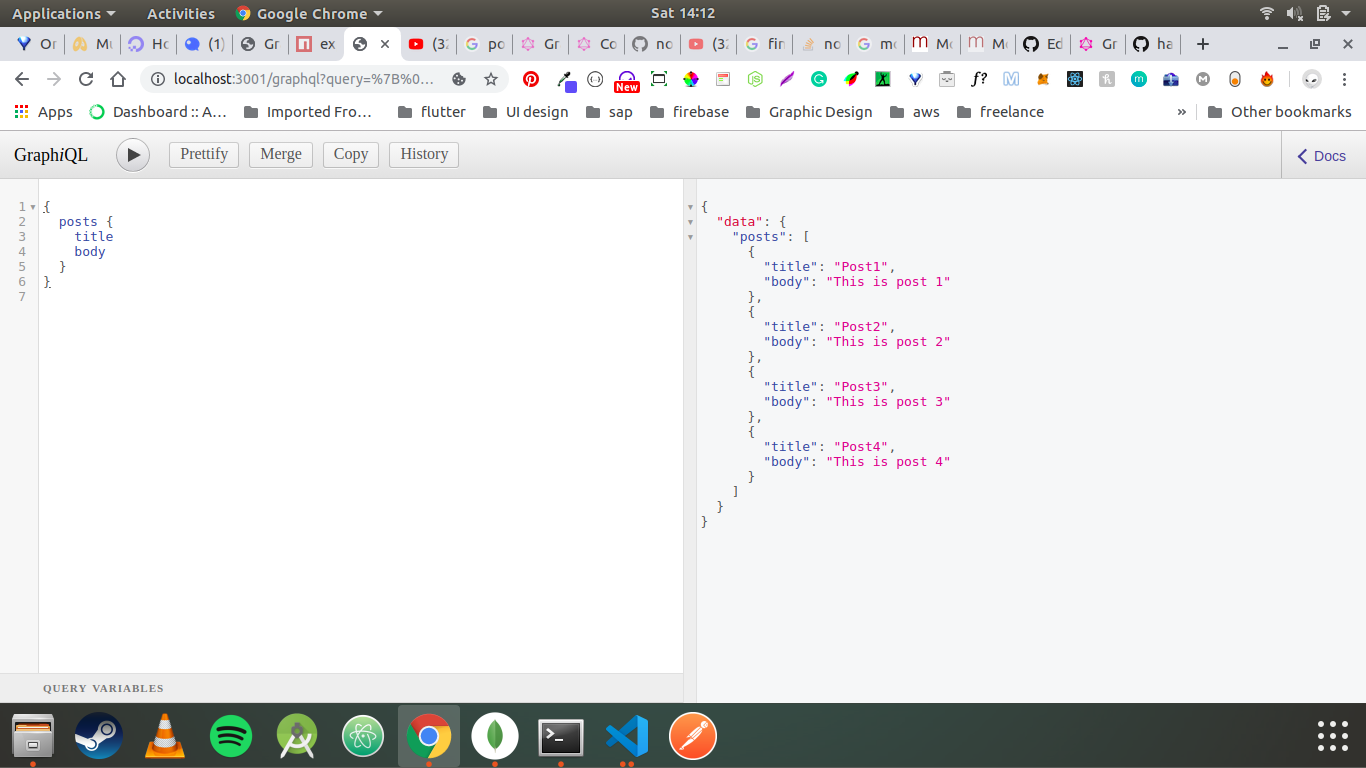 Applications Activities Google Chrome Sat 14:12
Or Mu Ho (1) Gr ex (32 po Gr Co no (32 fin no mo Mo Mo Ed Gr ha
localhost:3001/graphql?query=%7B%0… New f?
Apps Dashboard :: A… Imported Fro… flutter UI design sap firebase Graphic Design aws freelance » Other bookmarks
GraphiQL Prettify Merge Copy History Docs
1 {
2 posts {
3 title
4 body
5 }
6 }
7
{
"data": {
"posts": [
{
"title": "Post1",
"body": "This is post 1"
},
{
"title": "Post2",
"body": "This is post 2"
},
{
"title": "Post3",
"body": "This is post 3"
},
{
"title": "Post4",
"body": "This is post 4"
}
]
}
}
QUERY VARIABLES